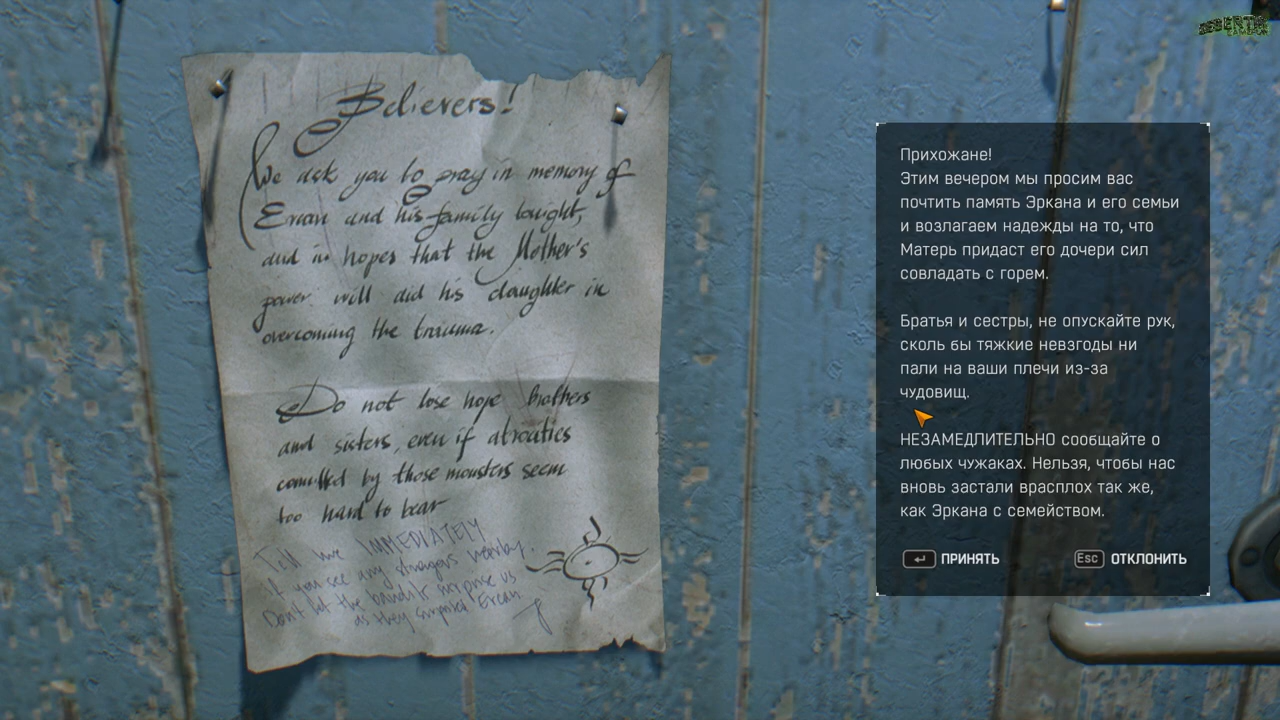 Believers!
We ask you to pray in memory of
Ercan and his family tonight,
and in hopes that the Mother's
power will aid his daughter in
overcoming the trauma.
Do not lose hope brothers
and sisters, even if atrocities
committed by those monsters seem
too hard to bear
Tell me IMMEDIATELY
if you see any strangers nearby.
Don't let the bandits surprise us
as they surprised Ercan
Прихожане!
Этим вечером мы просим вас
почтить память Эркана и его семьи
и возлагаем надежды на то, что
Матерь придаст его дочери сил
совладать с горем.
Братья и сестры, не опускайте рук,
сколь бы тяжкие невзгоды ни
пали на ваши плечи из-за
чудовищ.
НЕЗАМЕДЛИТЕЛЬНО сообщайте о
любых чужаках. Нельзя, чтобы нас
вновь застали врасплох так же,
как Эркана с семейством.
ПРИНЯТЬ
Esc ОТКЛОНИТЬ